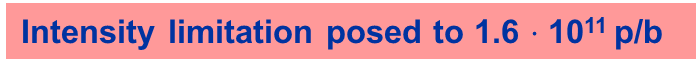 Intensity limitation posed to 1.6 · 10¹¹ p/b